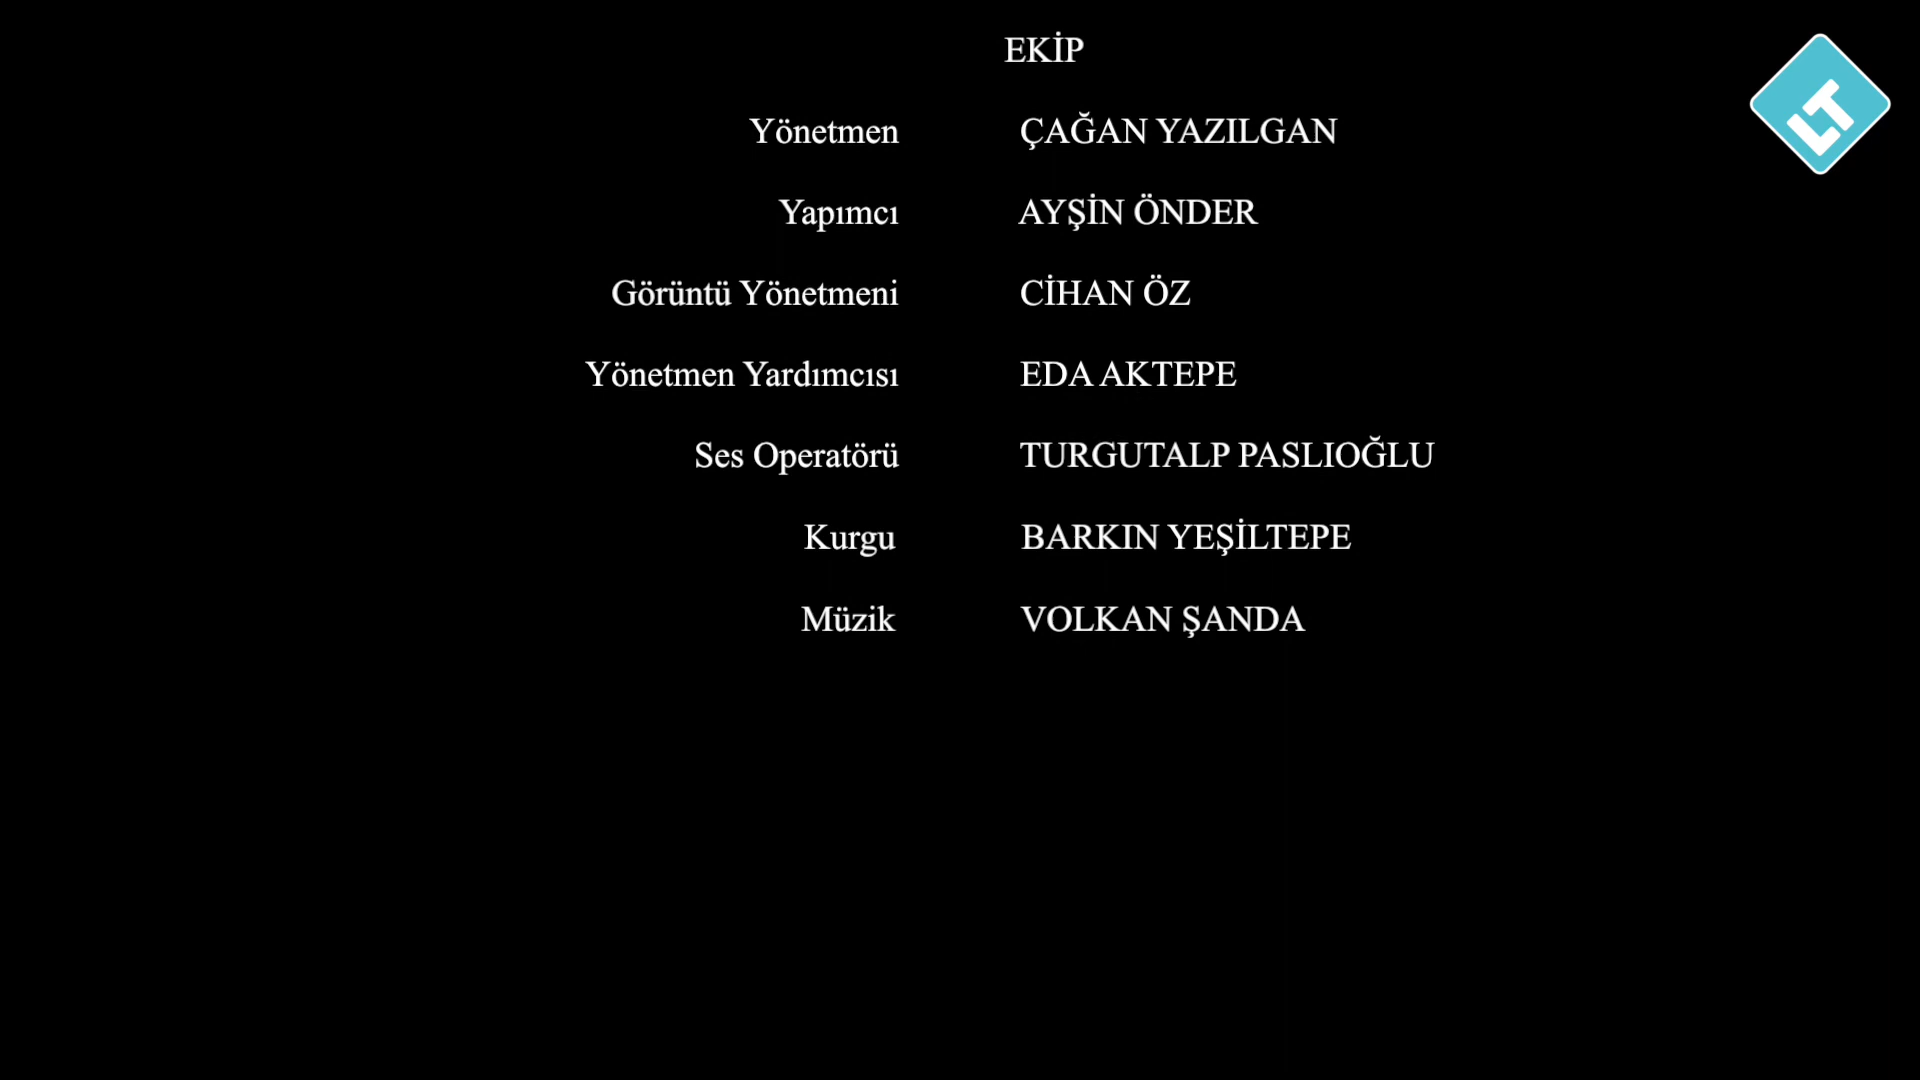 EKİP
Yönetmen ÇAĞAN YAZILGAN
Yapımcı AYŞİN ÖNDER
Görüntü Yönetmeni CİHAN ÖZ
Yönetmen Yardımcısı EDA AKTEPE
Ses Operatörü TURGUTALP PASLIOĞLU
Kurgu BARKIN YEŞİLTEPE
Müzik VOLKAN ŞANDA
LT